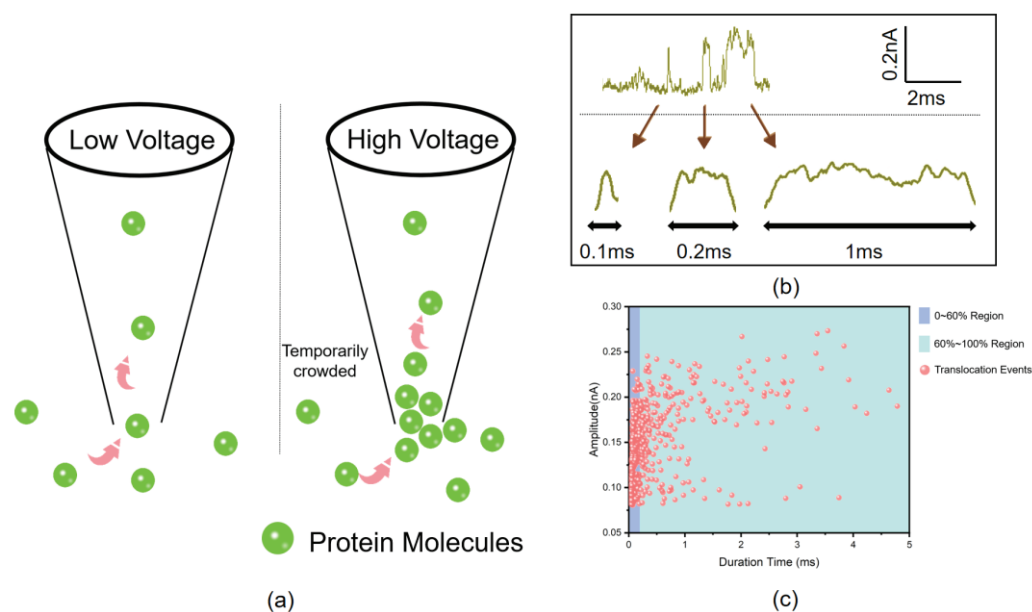 Low Voltage
High Voltage
Temporarily
crowded
Protein Molecules
(a)
0.2nA
2ms
0.1ms
0.2ms
1ms
(b)
0.30
0.25
0.20
0.15
0.10
0.05
Amplitude(nA)
0
1
2
3
4
5
Duration Time (ms)
0~60% Region
60%~100% Region
Translocation Events
(c)